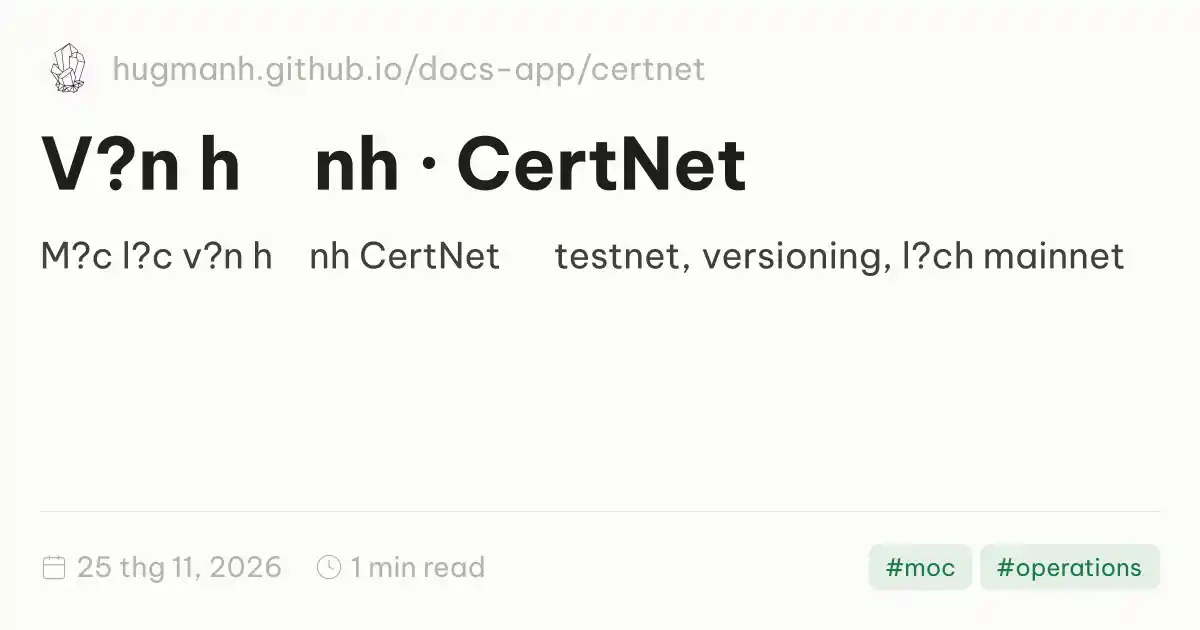 hugmanh.github.io/docs-app/certnet
V?n h nh · CertNet
M?c l?c v?n h nh CertNet testnet, versioning, l?ch mainnet
25 thg 11, 2026 1 min read #moc #operations